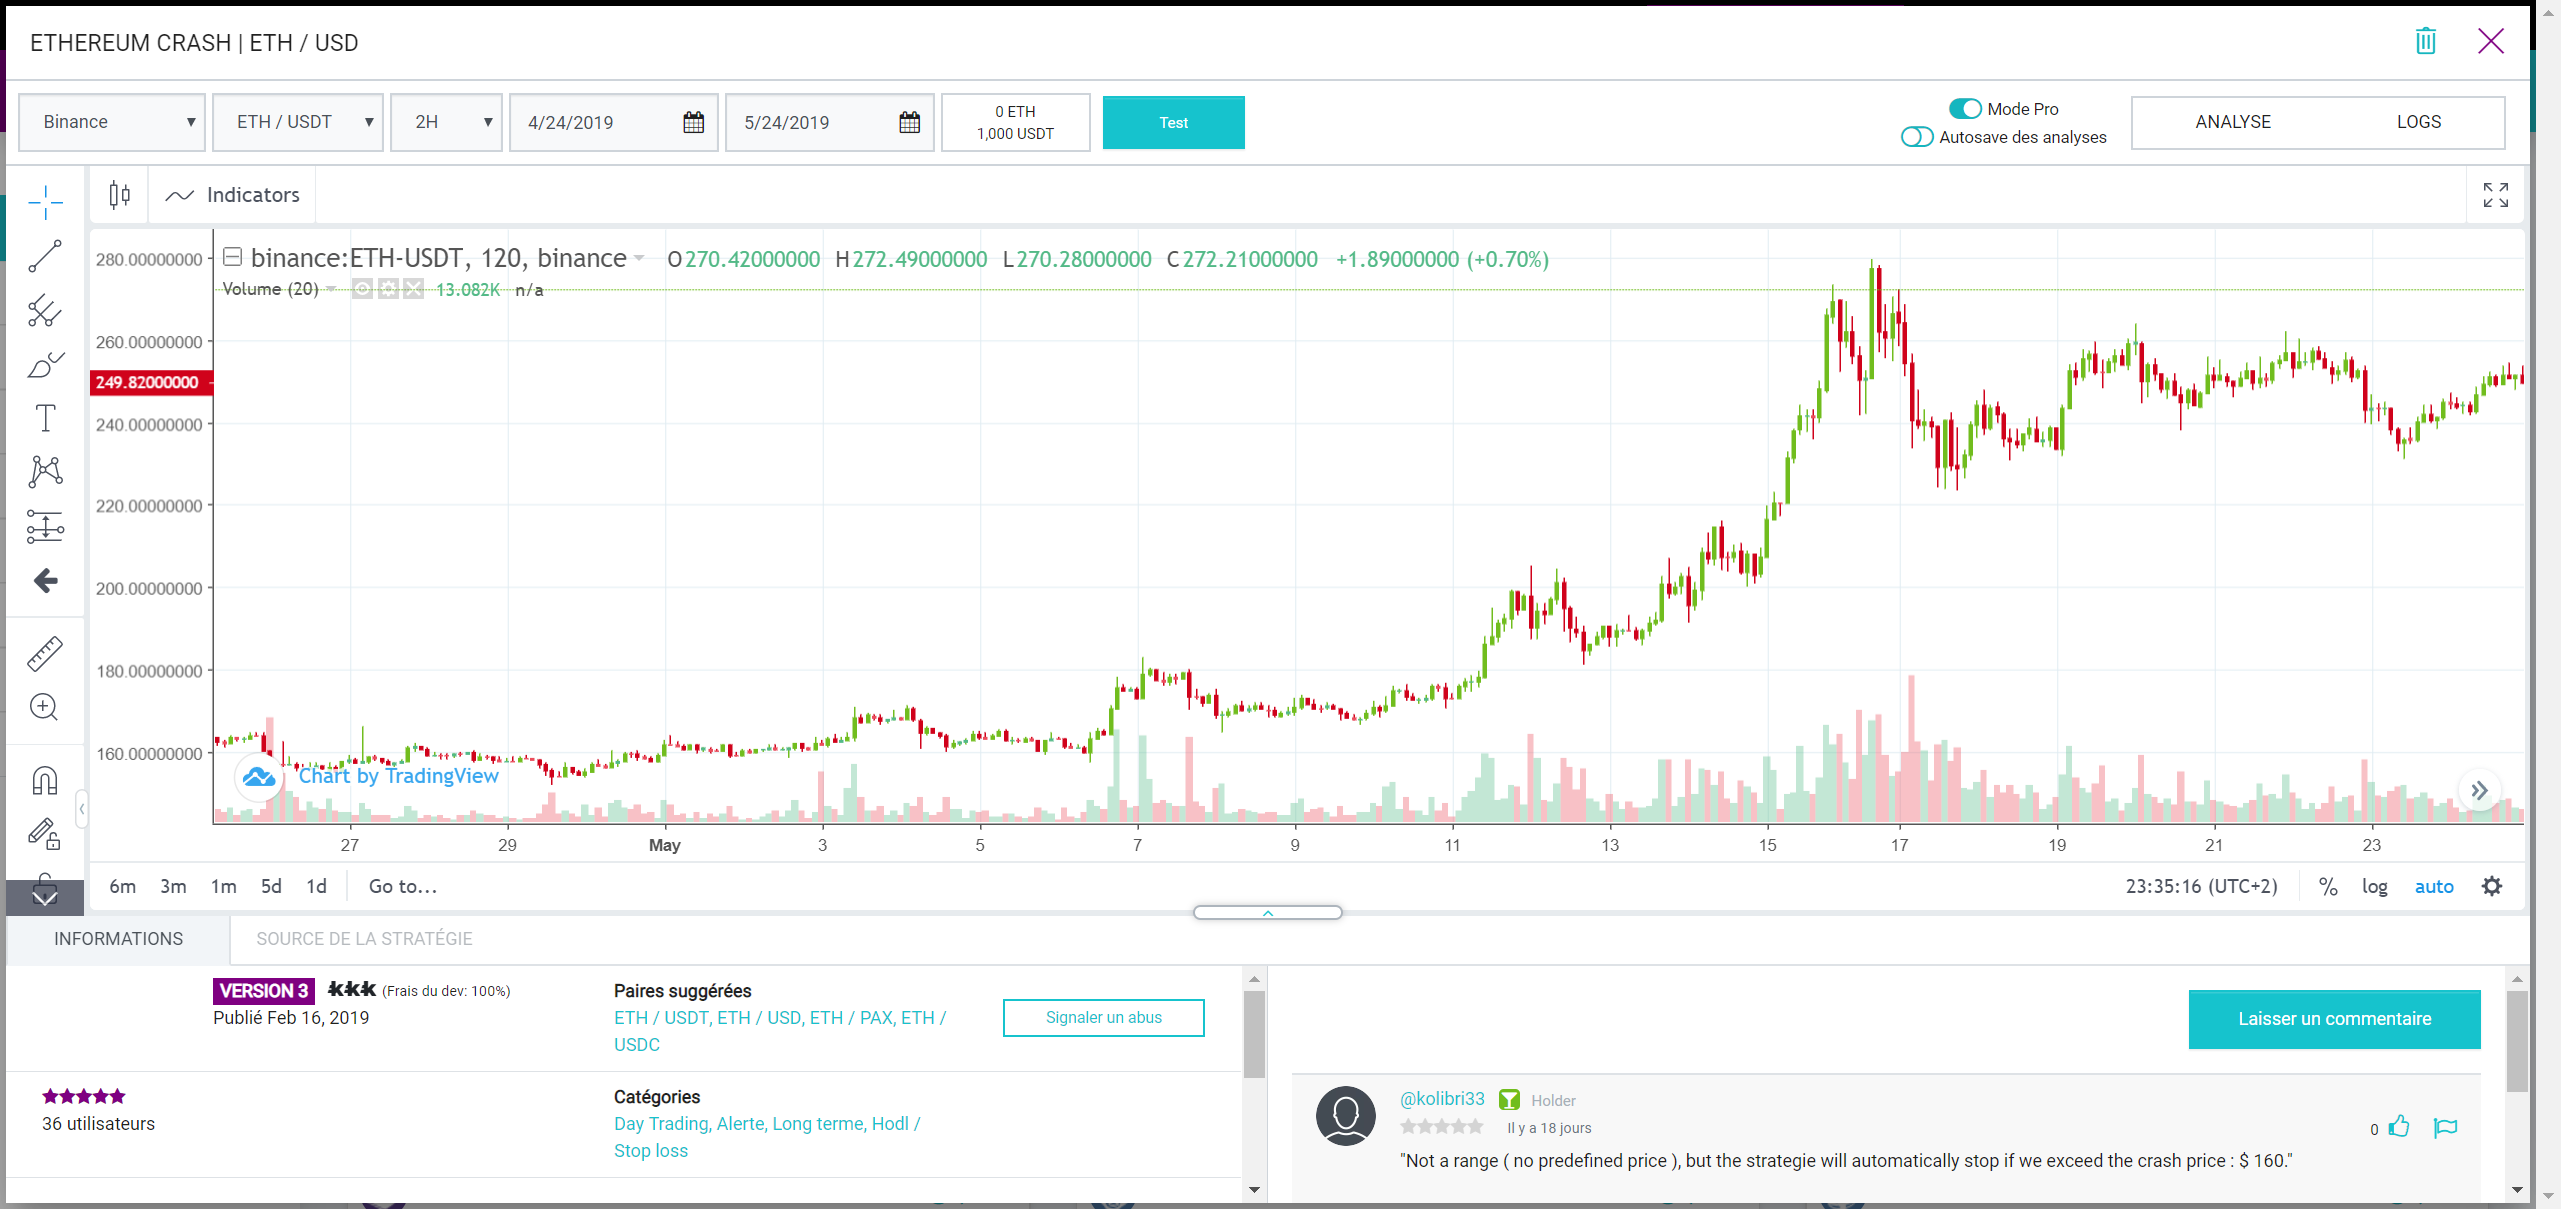 ETHEREUM CRASH | ETH / USD
Binance ETH / USDT 2H 4/24/2019 5/24/2019 0 ETH
1,000 USDT
Test
Mode Pro
Autosave des analyses
ANALYSE LOGS
Indicators
binance:ETH-USDT, 120, binance O270.42000000 H272.49000000 L270.28000000 C272.21000000 +1.89000000 (+0.70%)
Volume (20) 13.082K n/a
280.00000000
260.00000000
249.82000000
240.00000000
220.00000000
200.00000000
180.00000000
160.00000000
Chart by TradingView
27 29 May 3 5 7 9 11 13 15 17 19 21 23
6m 3m 1m 5d 1d Go to... 23:35:16 (UTC+2) % log auto
INFORMATIONS SOURCE DE LA STRATÉGIE
VERSION 3 (Frais du dev: 100%)
Publié Feb 16, 2019
Paires suggérées
ETH / USDT, ETH / USD, ETH / PAX, ETH /
USDC
Signaler un abus
36 utilisateurs
Catégories
Day Trading, Alerte, Long terme, Hodl /
Stop loss
Laisser un commentaire
@kolibri33 Holder
Il y a 18 jours
0
"Not a range ( no predefined price ), but the strategie will automatically stop if we exceed the crash price : $ 160."